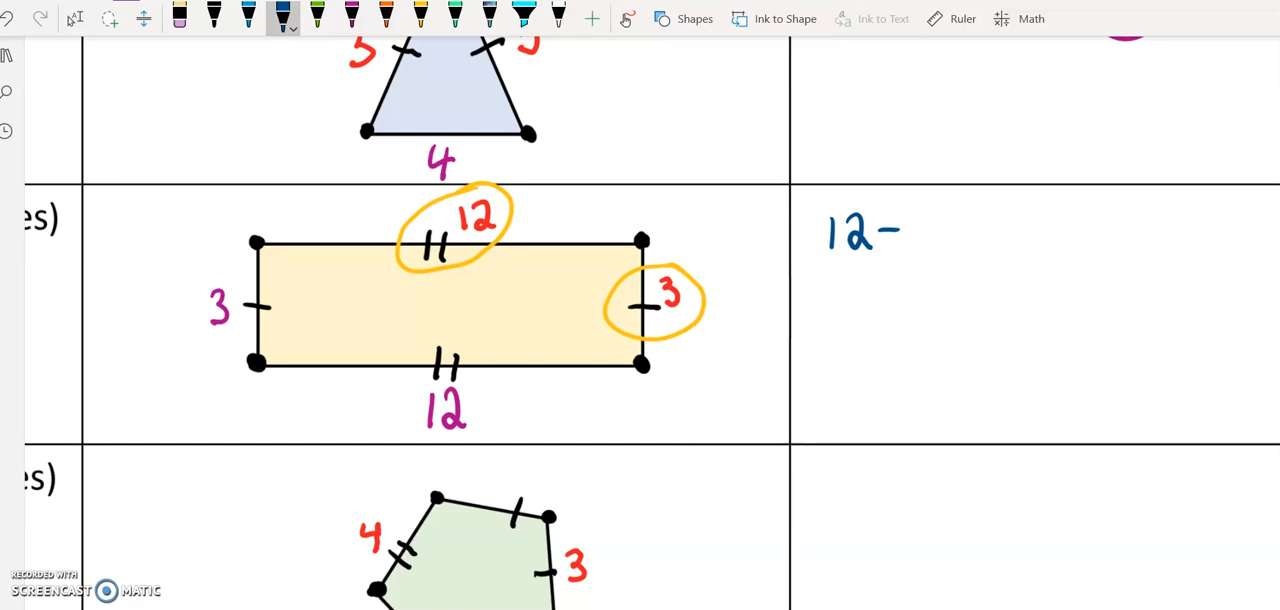 Shapes
Ink to Shape
Ink to Text
Ruler
Math
5
4
es)
12
12 -
3
3
12
es)
4
3
RECORDED WITH
SCREENCAST MATIC